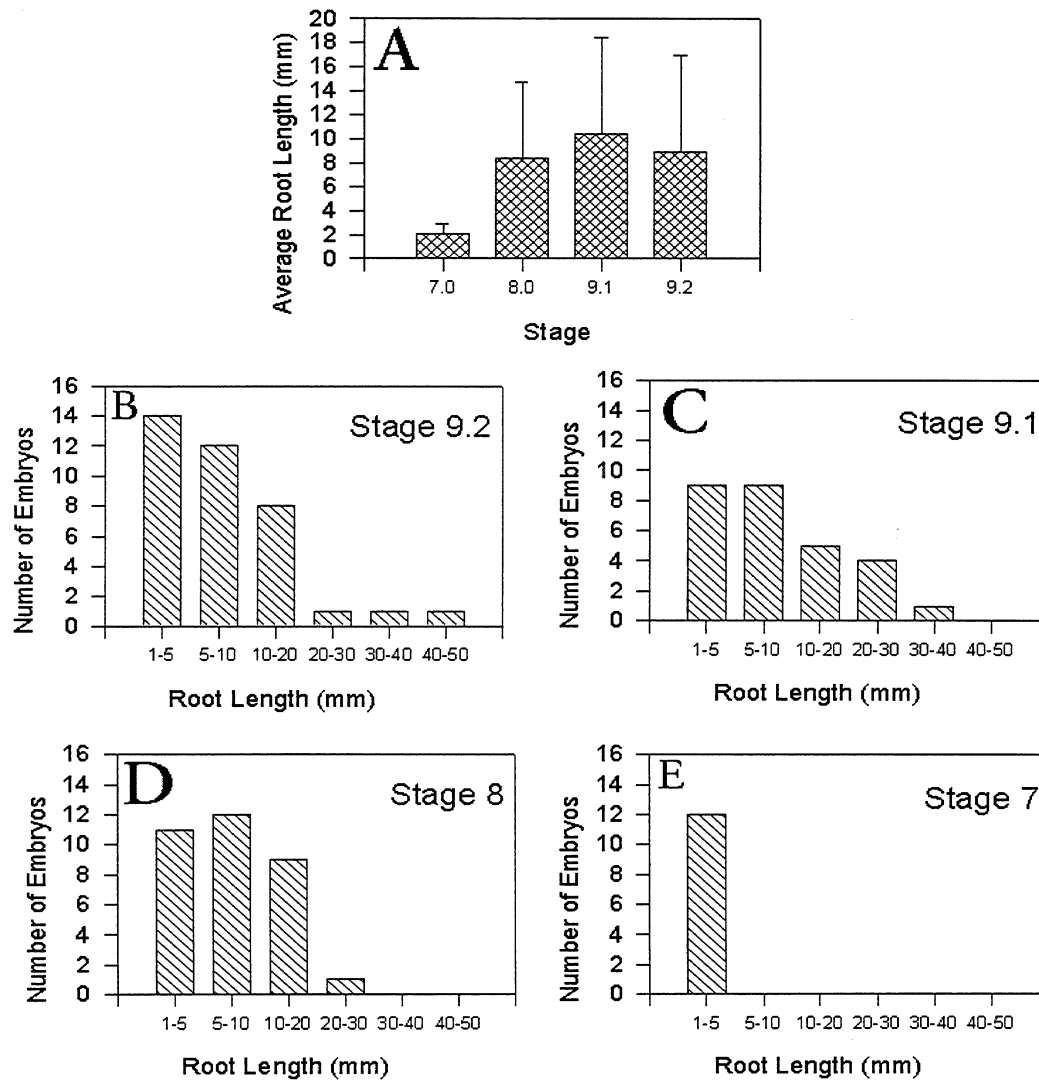 A
Average Root Length (mm)
20
18
16
14
12
10
8
6
4
2
0
7.0 8.0 9.1 9.2
Stage
B
Stage 9.2
Number of Embryos
16
14
12
10
8
6
4
2
0
1-5 5-10 10-20 20-30 30-40 40-50
Root Length (mm)
C
Stage 9.1
Number of Embryos
16
14
12
10
8
6
4
2
0
1-5 5-10 10-20 20-30 30-40 40-50
Root Length (mm)
D
Stage 8
Number of Embryos
16
14
12
10
8
6
4
2
0
1-5 5-10 10-20 20-30 30-40 40-50
Root Length (mm)
E
Stage 7
Number of Embryos
16
14
12
10
8
6
4
2
0
1-5 5-10 10-20 20-30 30-40 40-50
Root Length (mm)